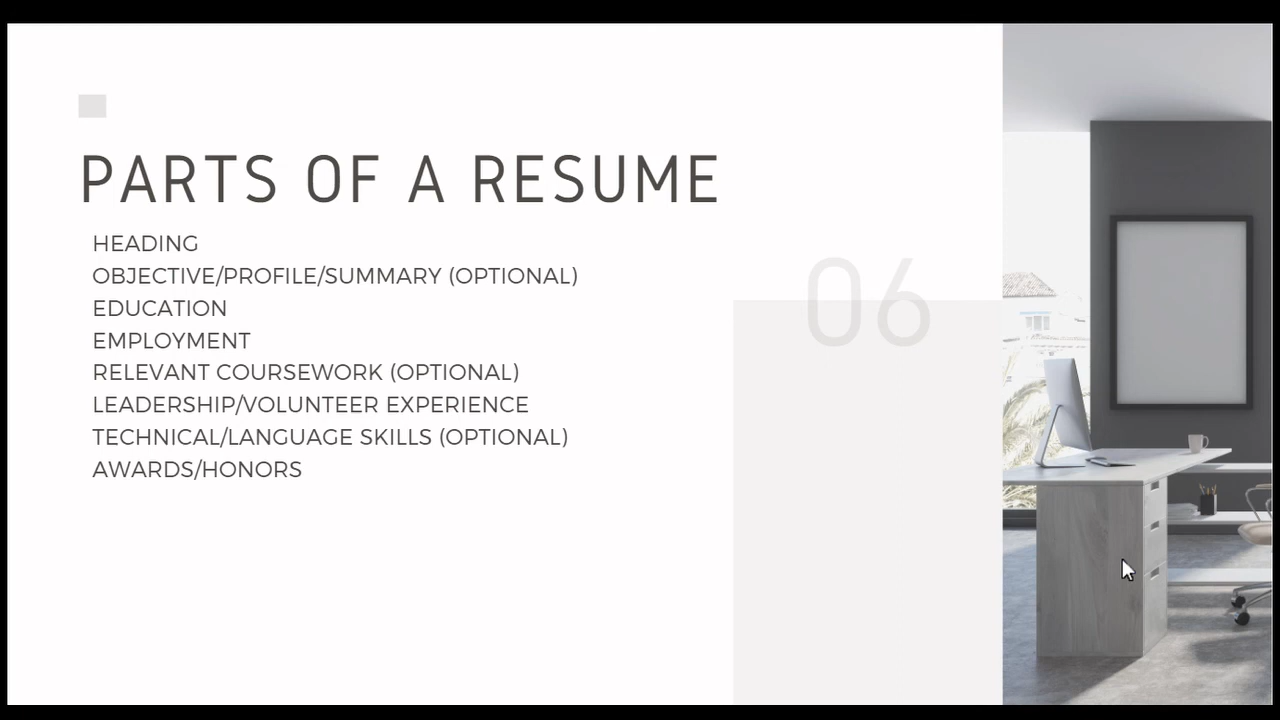 PARTS OF A RESUME
HEADING
OBJECTIVE/PROFILE/SUMMARY (OPTIONAL)
EDUCATION
EMPLOYMENT
RELEVANT COURSEWORK (OPTIONAL)
LEADERSHIP/VOLUNTEER EXPERIENCE
TECHNICAL/LANGUAGE SKILLS (OPTIONAL)
AWARDS/HONORS
06